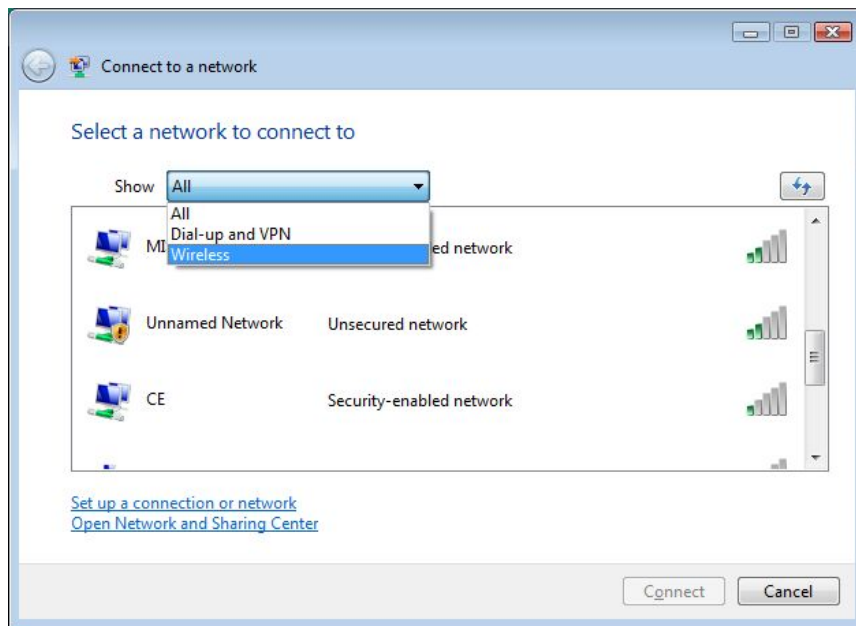 Connect to a network
Select a network to connect to
Show All
All
Dial-up and VPN
Wireless
MI ed network
Unnamed Network Unsecured network
CE Security-enabled network
Set up a connection or network
Open Network and Sharing Center
Connect Cancel